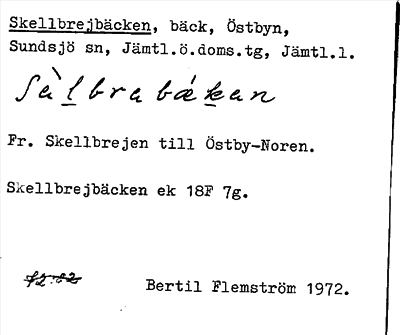 Skellbrejbäcken, bäck, Östbyn,
Sundsjö sn, Jämtl.ö.doms.tg, Jämtl.l.
Fr. Skellbrejen till Östby-Noren.
Skellbrejbäcken ek 18F 7g.
Bertil Flemström 1972.